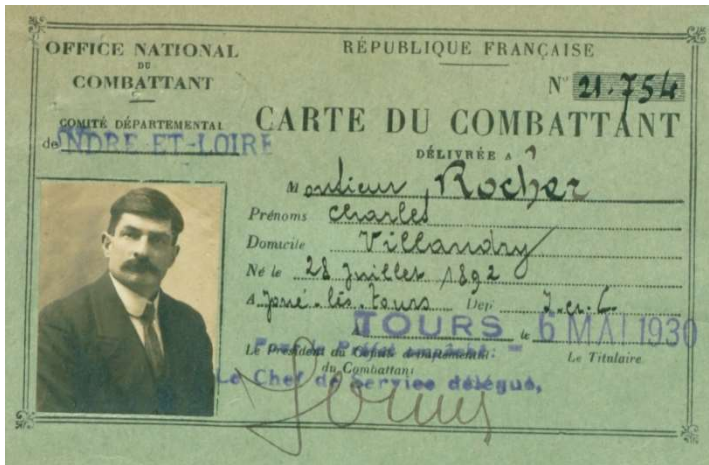 OFFICE NATIONAL
DU
COMBATTANT
COMITÉ DÉPARTEMENTAL
de INDRE-ET-LOIRE
RÉPUBLIQUE FRANÇAISE
N° 21.754
CARTE DU COMBATTANT
DÉLIVRÉE A
Monsieur Rocher
Prénoms Charles
Domicile Villandry
Né le 28 Juillet 1892
A Joué-lès-tours Dépt I.et.L
A TOURS le 6 MAI 1930
Le Président du Comité départemental
du Combattant
Le Titulaire
Le Chef de Service délégué,